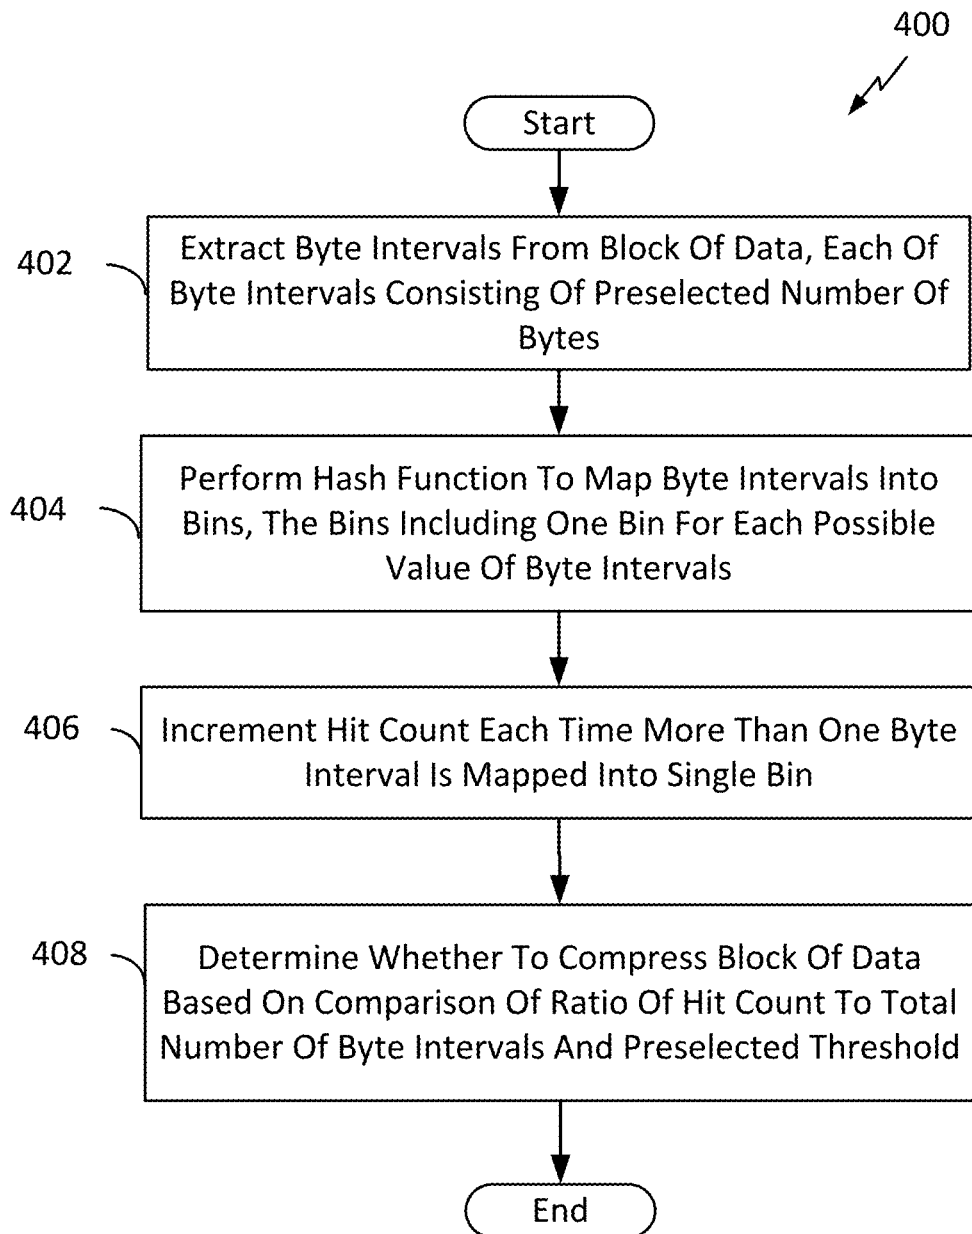 400
Start
402
Extract Byte Intervals From Block Of Data, Each Of
Byte Intervals Consisting Of Preselected Number Of
Bytes
404
Perform Hash Function To Map Byte Intervals Into
Bins, The Bins Including One Bin For Each Possible
Value Of Byte Intervals
406
Increment Hit Count Each Time More Than One Byte
Interval Is Mapped Into Single Bin
408
Determine Whether To Compress Block Of Data
Based On Comparison Of Ratio Of Hit Count To Total
Number Of Byte Intervals And Preselected Threshold
End